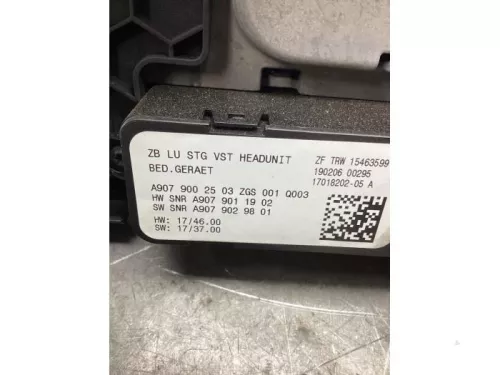 ZB LU STG VST HEADUNIT
BED.GERAET
ZF TRW 15463599
190206 00295
17018202-05 A
A907 900 25 03 ZGS 001 Q003
HW SNR A907 901 19 02
SW SNR A907 902 98 01
HW: 17/46.00
SW: 17/37.00